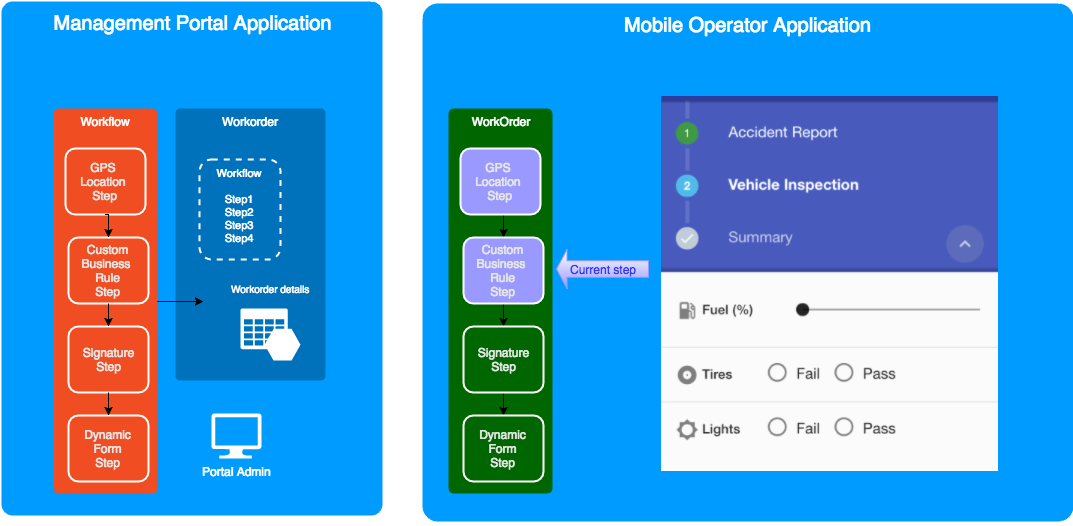 Management Portal Application
Workflow
GPS
Location
Step
Custom
Business
Rule
Step
Signature
Step
Dynamic
Form
Step
Workorder
Workflow
Step1
Step2
Step3
Step4
Workorder details
Portal Admin
Mobile Operator Application
WorkOrder
GPS
Location
Step
Custom
Business
Rule
Step
Signature
Step
Dynamic
Form
Step
Current step
1 Accident Report
2 Vehicle Inspection
Summary
Fuel (%)
Tires Fail Pass
Lights Fail Pass